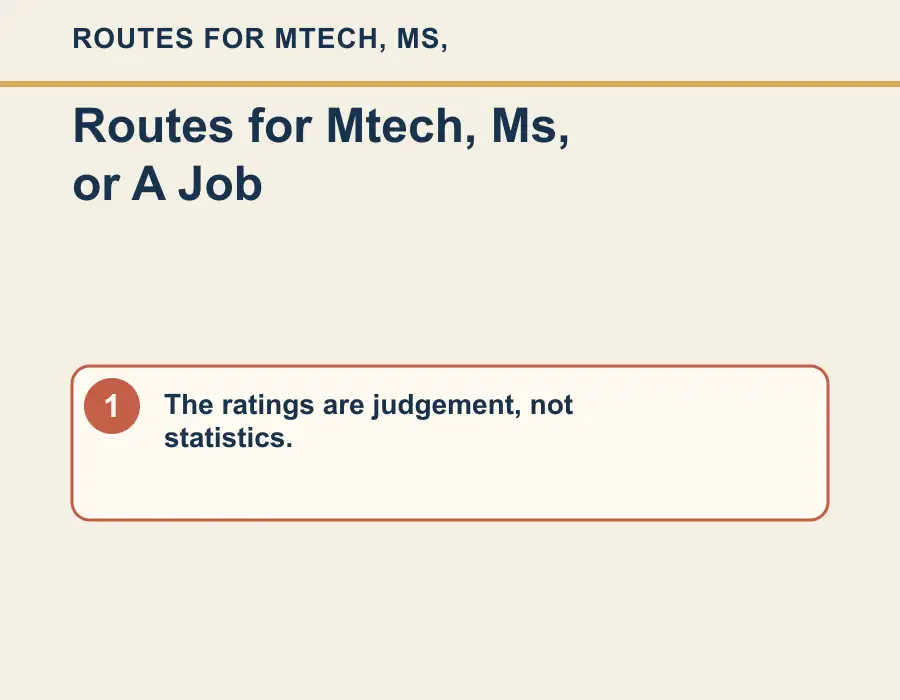 ROUTES FOR MTECH, MS,
Routes for Mtech, Ms,
or A Job
1
The ratings are judgement, not
statistics.